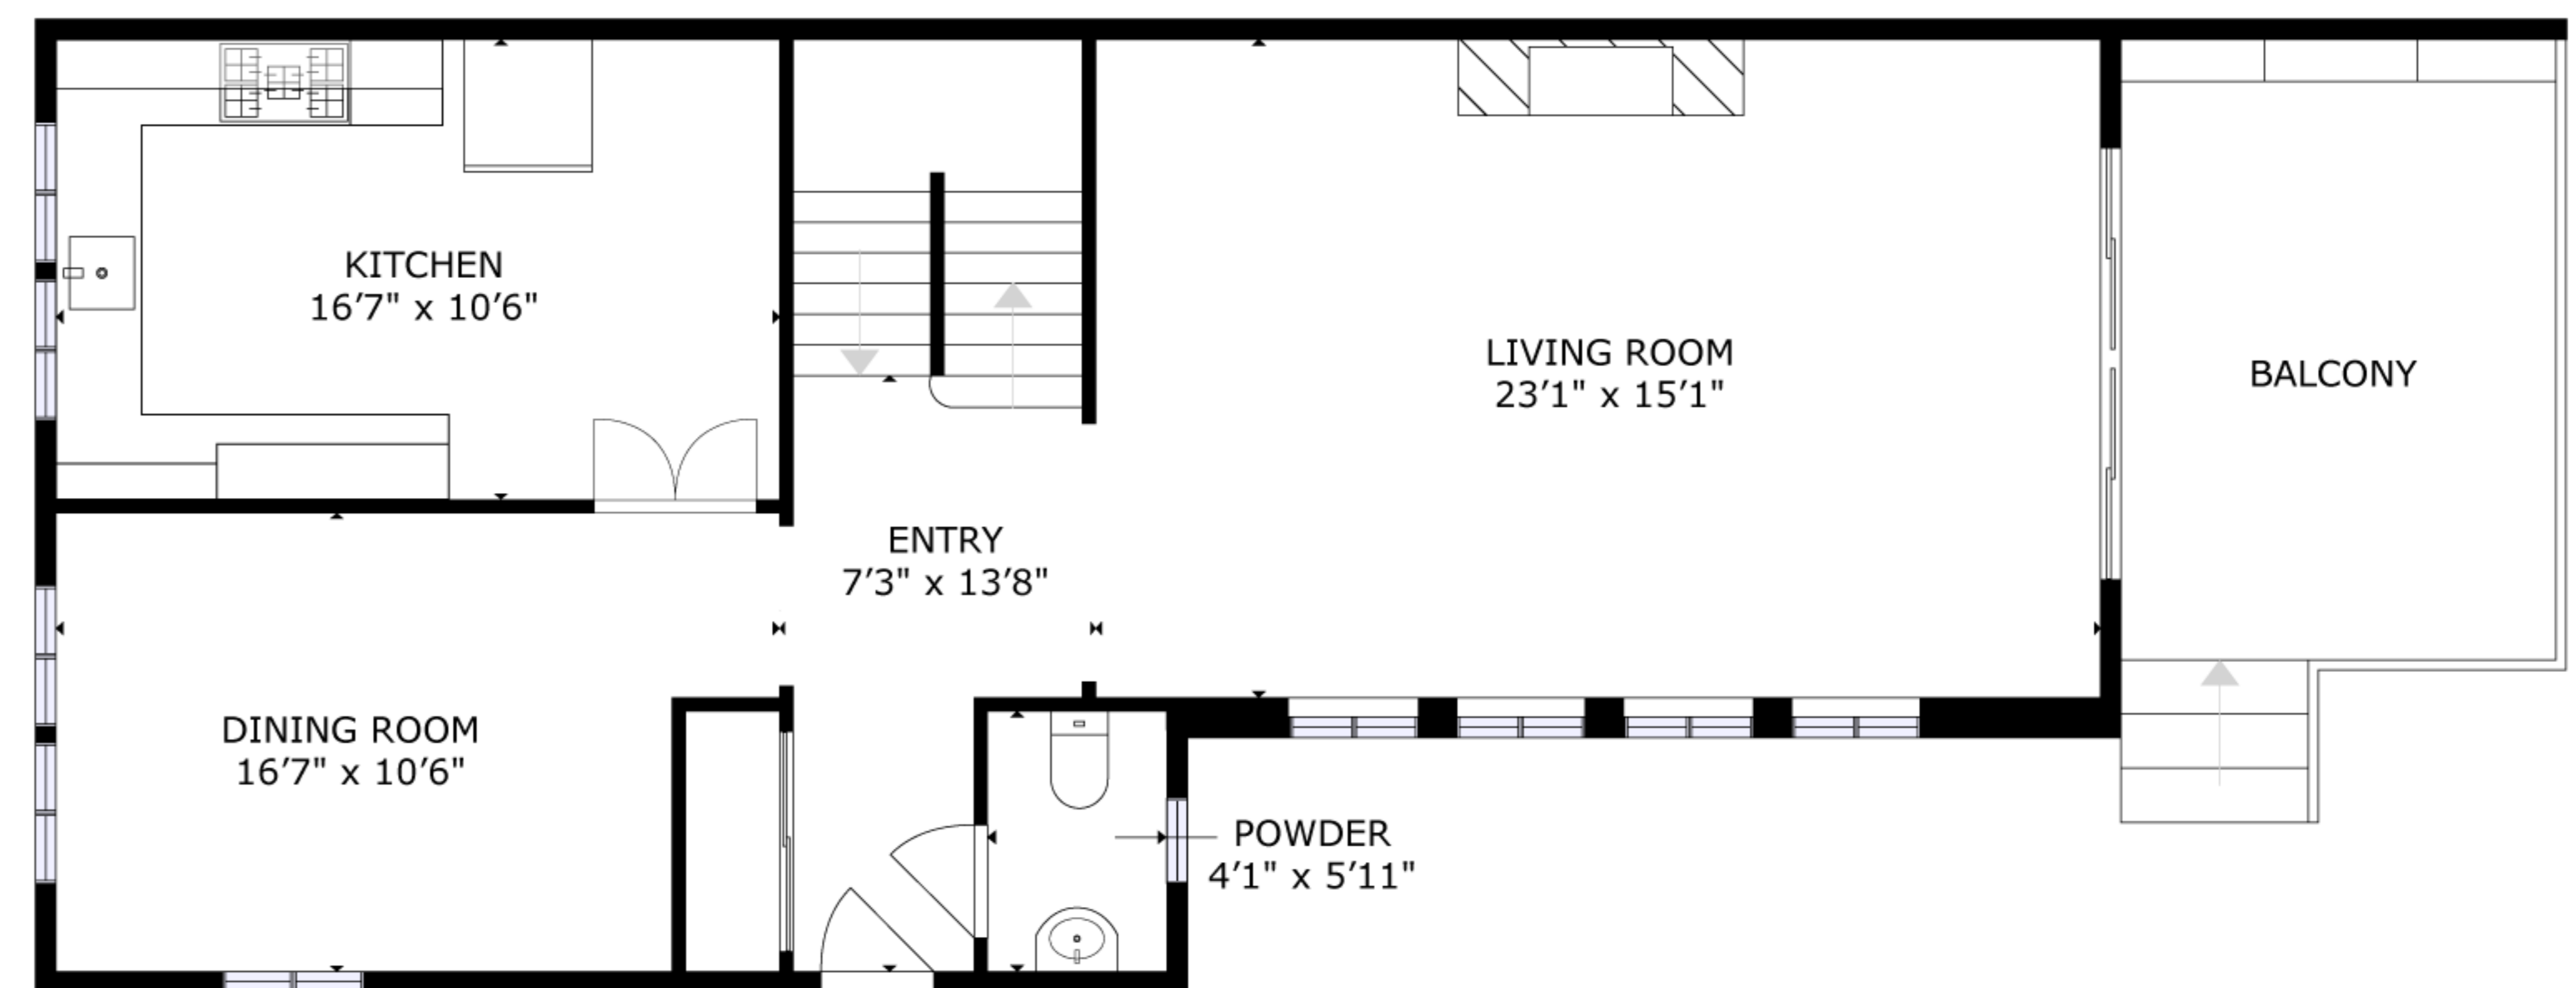 KITCHEN
16'7" x 10'6"
LIVING ROOM
23'1" x 15'1"
BALCONY
ENTRY
7'3" x 13'8"
DINING ROOM
16'7" x 10'6"
POWDER
4'1" x 5'11"